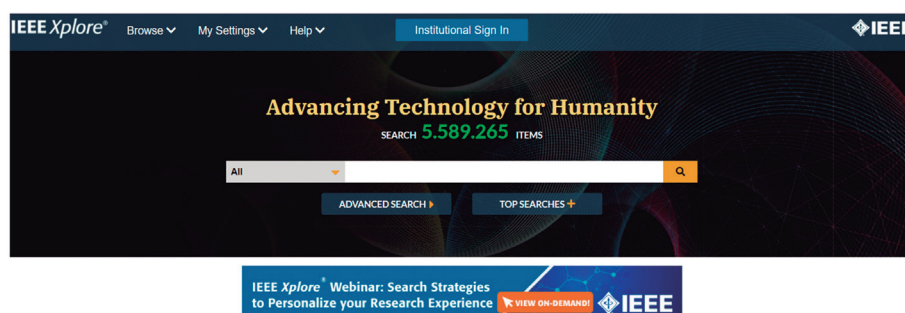 IEEE Xplore® Browse My Settings Help Institutional Sign In IEEE
Advancing Technology for Humanity
SEARCH 5.589.265 ITEMS
All
ADVANCED SEARCH TOP SEARCHES +
IEEE Xplore® Webinar: Search Strategies
to Personalize your Research Experience VIEW ON-DEMAND! IEEE